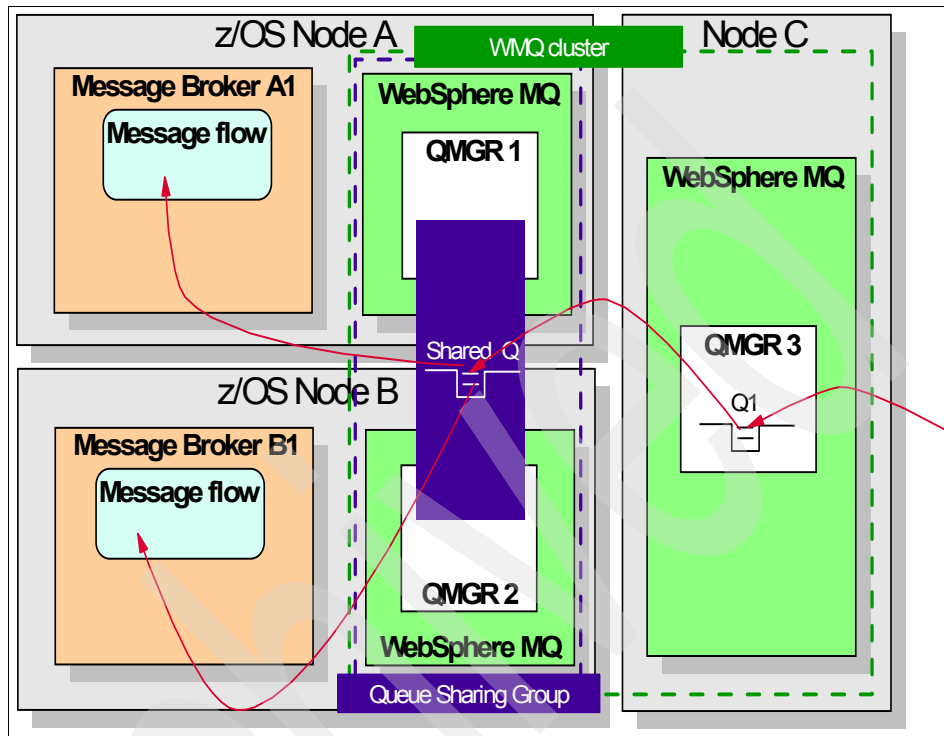 z/OS Node A
WMQ cluster
Node C
Message Broker A1
Message flow
WebSphere MQ
QMGR 1
WebSphere MQ
Shared Q
QMGR 3
Q1
z/OS Node B
Message Broker B1
Message flow
QMGR 2
WebSphere MQ
Queue Sharing Group